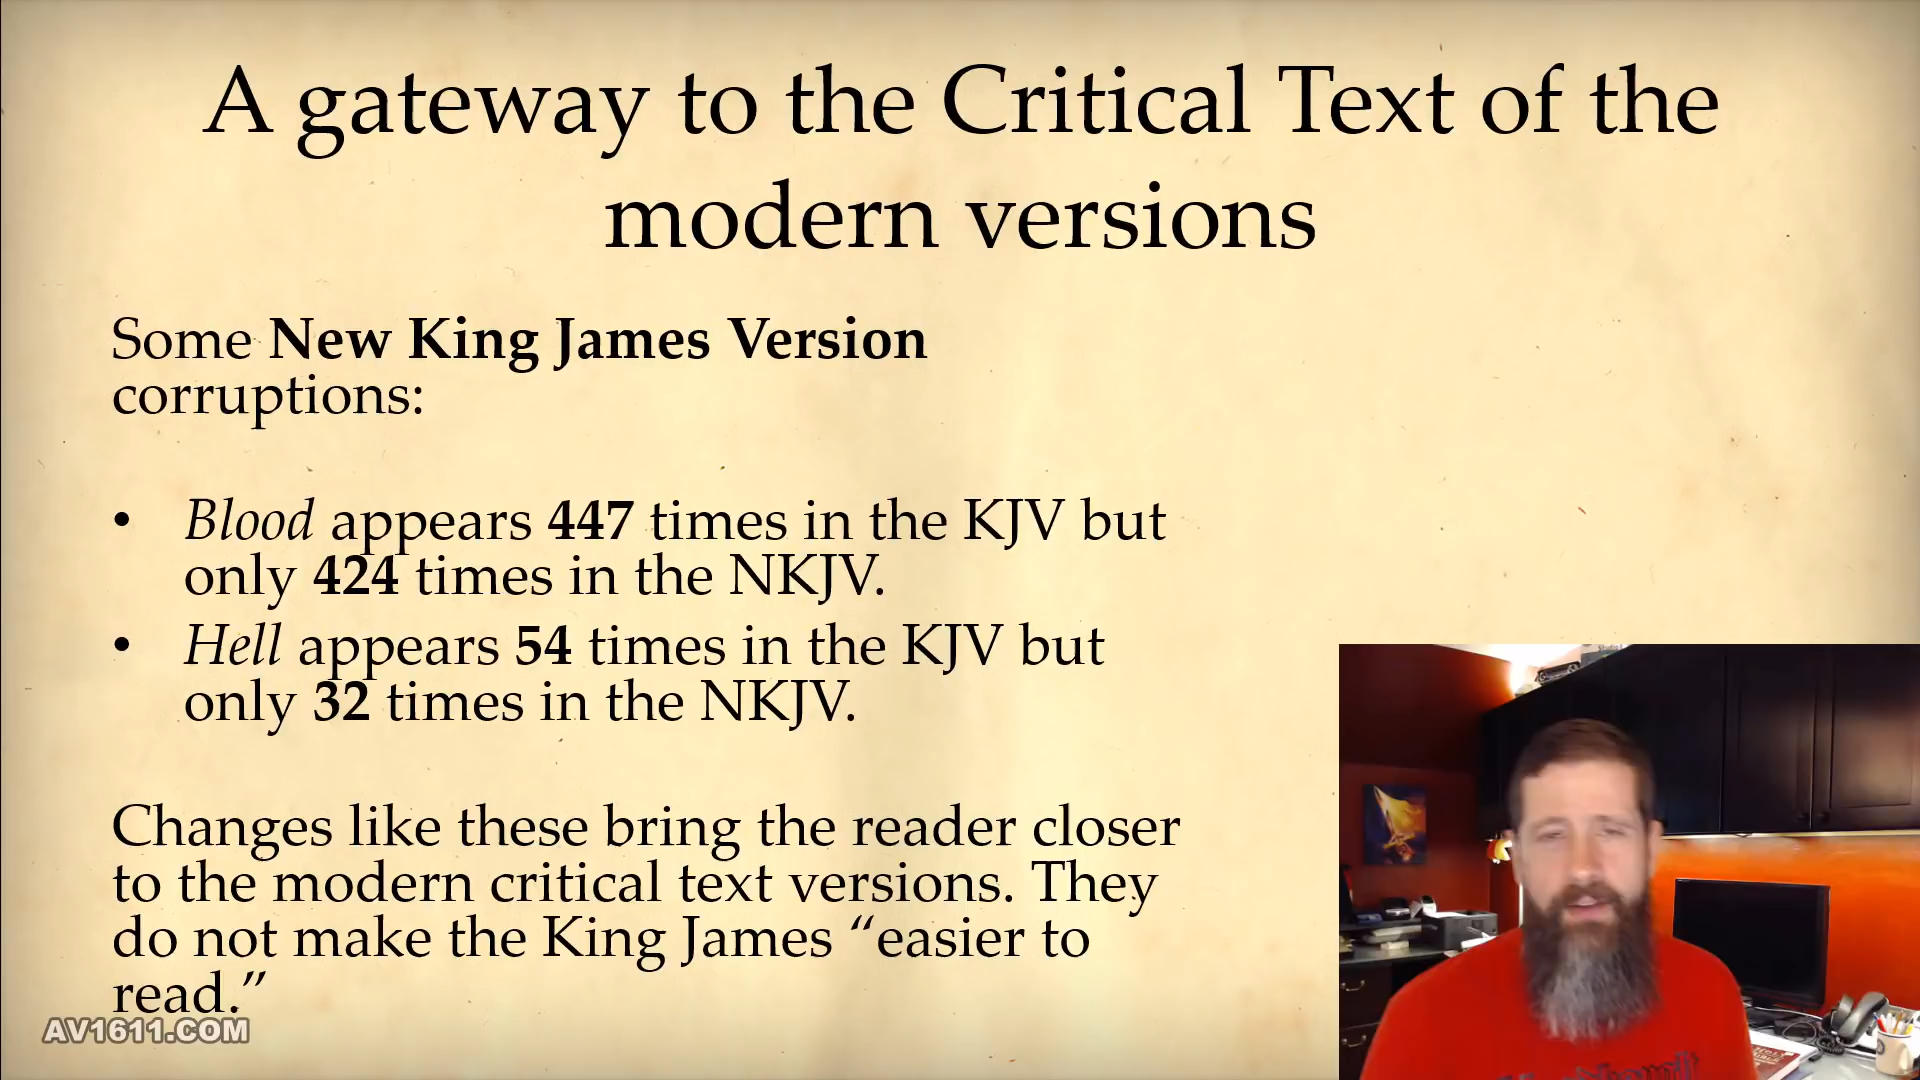 A gateway to the Critical Text of the
modern versions
Some New King James Version
corruptions:
• Blood appears 447 times in the KJV but
only 424 times in the NKJV.
• Hell appears 54 times in the KJV but
only 32 times in the NKJV.
Changes like these bring the reader closer
to the modern critical text versions. They
do not make the King James “easier to
read.”
AV1611.COM